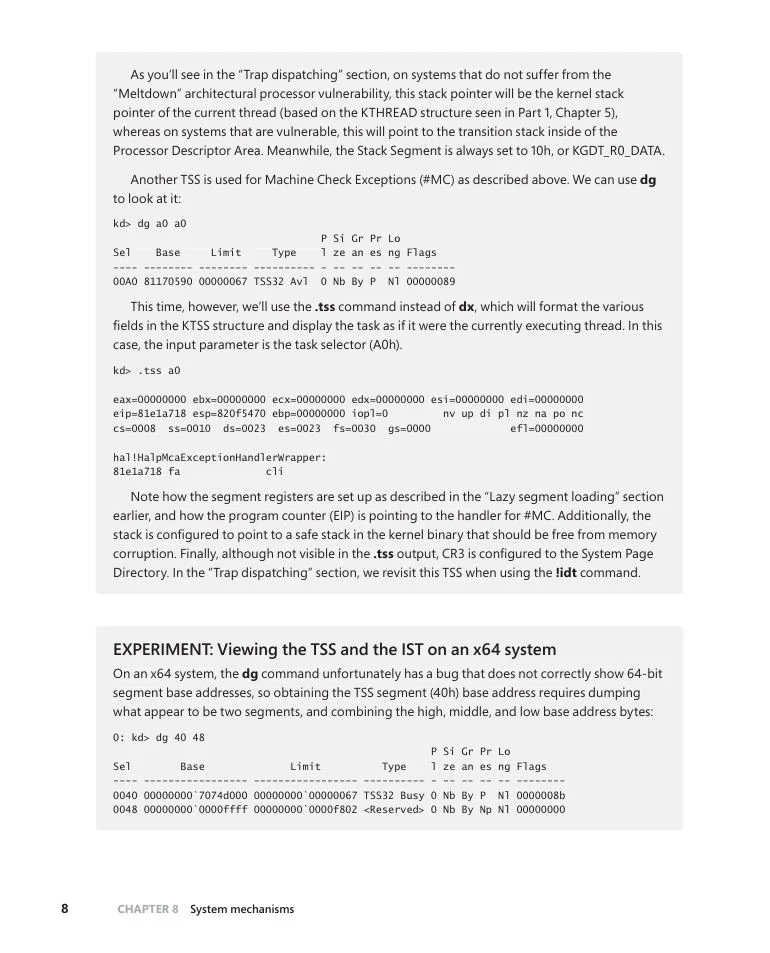 As you'll see in the “Trap dispatching” section, on systems that do not suffer from the
“Meltdown” architectural processor vulnerability, this stack pointer will be the kernel stack
pointer of the current thread (based on the KTHREAD structure seen in Part 1, Chapter 5),
whereas on systems that are vulnerable, this will point to the transition stack inside of the
Processor Descriptor Area. Meanwhile, the Stack Segment is always set to 10h, or KGDT_R0_DATA.
Another TSS is used for Machine Check Exceptions (#MC) as described above. We can use dg
to look at it:
kd> dg a0 a0
                                  P Si Gr Pr Lo
Sel    Base     Limit     Type    l ze an es ng Flags
---- -------- -------- ---------- - -- -- -- -- --------
00A0 81170590 00000067 TSS32 Avl  0 Nb By P  Nl 00000089
This time, however, we'll use the .tss command instead of dx, which will format the various
fields in the KTSS structure and display the task as if it were the currently executing thread. In this
case, the input parameter is the task selector (A0h).
kd> .tss a0
eax=00000000 ebx=00000000 ecx=00000000 edx=00000000 esi=00000000 edi=00000000
eip=81e1a718 esp=820f5470 ebp=00000000 iopl=0         nv up di pl nz na po nc
cs=0008  ss=0010  ds=0023  es=0023  fs=0030  gs=0000             efl=00000000
hal!HalpMcaExceptionHandlerWrapper:
81e1a718 fa              cli
Note how the segment registers are set up as described in the “Lazy segment loading” section
earlier, and how the program counter (EIP) is pointing to the handler for #MC. Additionally, the
stack is configured to point to a safe stack in the kernel binary that should be free from memory
corruption. Finally, although not visible in the .tss output, CR3 is configured to the System Page
Directory. In the “Trap dispatching” section, we revisit this TSS when using the !idt command.
EXPERIMENT: Viewing the TSS and the IST on an x64 system
On an x64 system, the dg command unfortunately has a bug that does not correctly show 64-bit
segment base addresses, so obtaining the TSS segment (40h) base address requires dumping
what appear to be two segments, and combining the high, middle, and low base address bytes:
0: kd> dg 40 48
                                                    P Si Gr Pr Lo
Sel        Base              Limit          Type    l ze an es ng Flags
---- ----------------- ----------------- ---------- - -- -- -- -- --------
0040 00000000`7074d000 00000000`00000067 TSS32 Busy 0 Nb By P  Nl 0000008b
0048 00000000`0000ffff 00000000`0000f802 <Reserved> 0 Nb By Np Nl 00000000
8 CHAPTER 8 System mechanisms